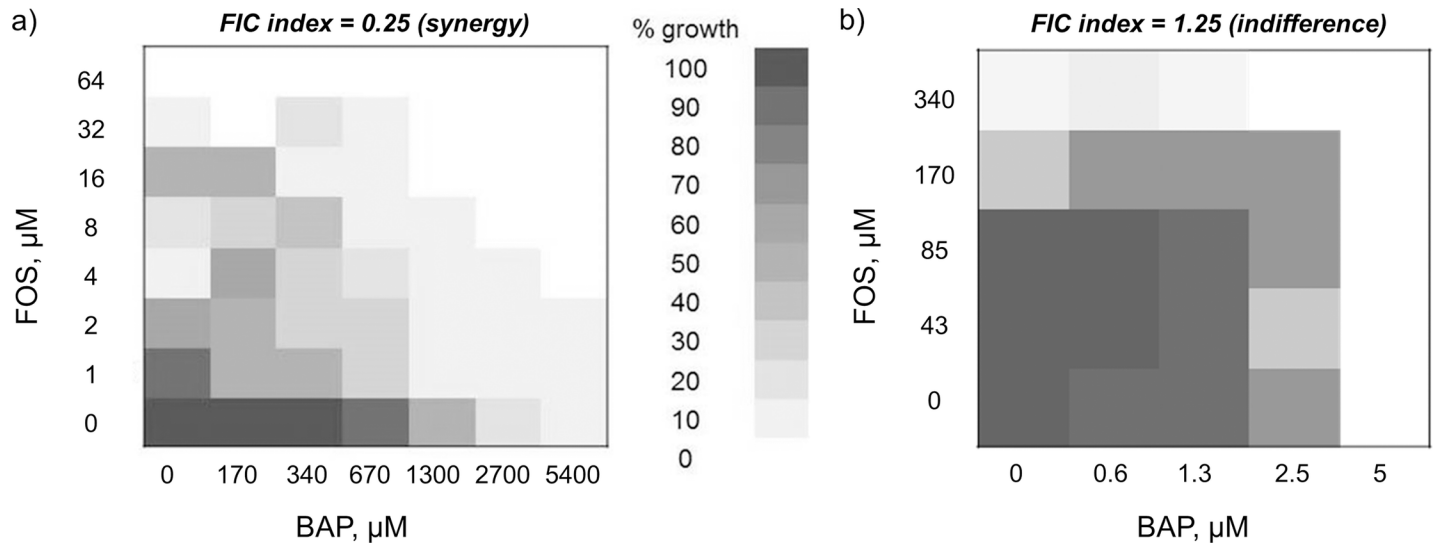 a)
FIC index = 0.25 (synergy)
64
32
16
8
4
2
1
0
FOS, µM
0 170 340 670 1300 2700 5400
BAP, µM
% growth
100
90
80
70
60
50
40
30
20
10
0
b)
FIC index = 1.25 (indifference)
340
170
85
43
0
FOS, µM
0 0.6 1.3 2.5 5
BAP, µM